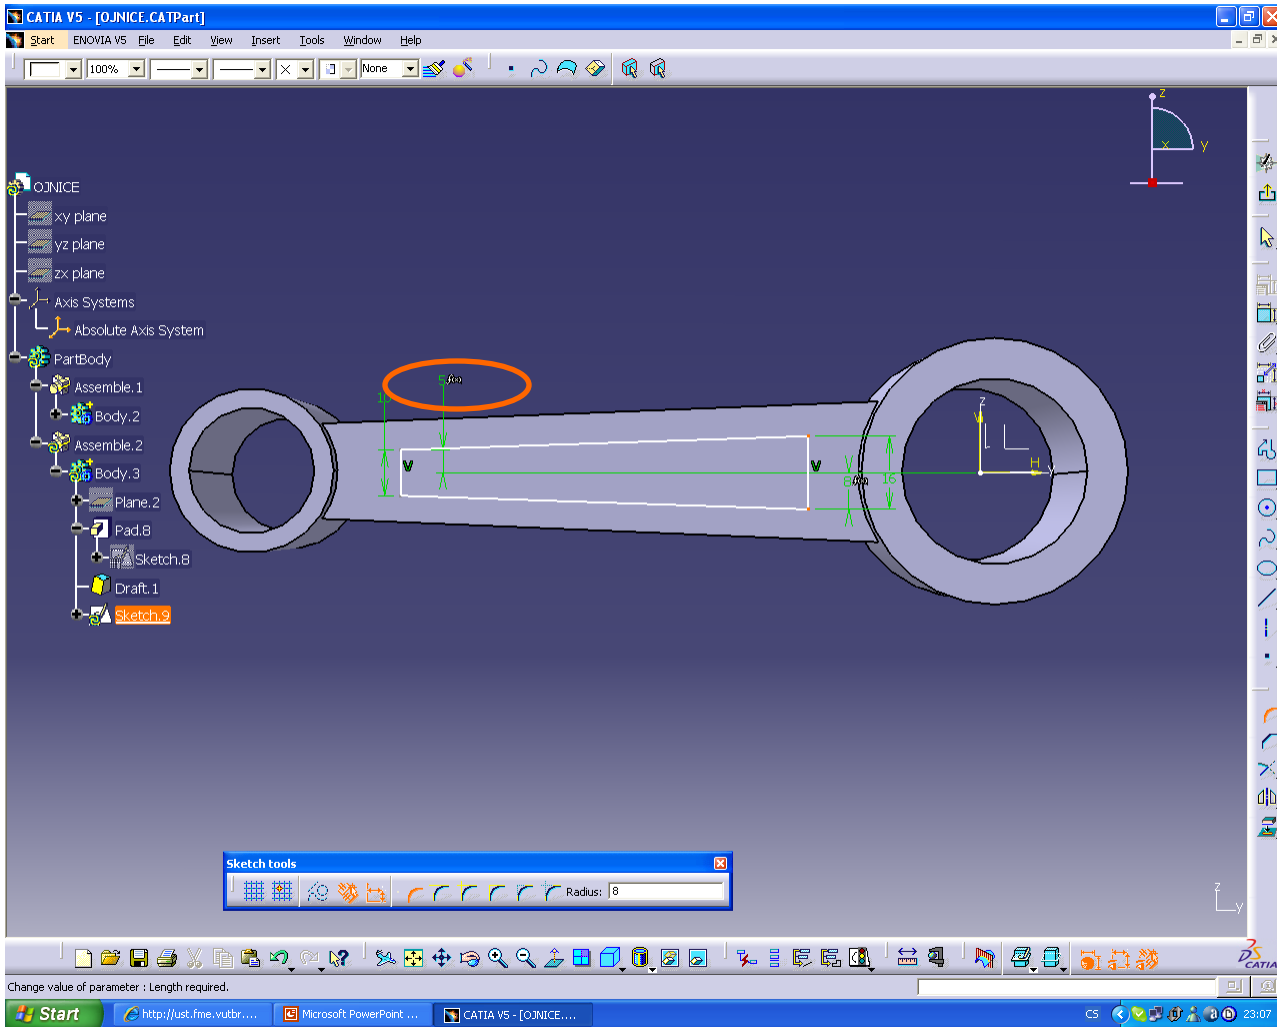 CATIA V5 - [OJNICE.CATPart]
Start ENOVIA V5 File Edit View Insert Tools Window Help
100% None
z
x y
OJNICE
xy plane
yz plane
zx plane
Axis Systems
Absolute Axis System
PartBody
Assemble.1
Body.2
Assemble.2
Body.3
Plane.2
Pad.8
Sketch.8
Draft.1
Sketch.9
5 f(x)
10
V V
8 f(x) 16
z
V
H y
Sketch tools
Radius: 8
z
y
CATIA
Change value of parameter : Length required.
Start http://ust.fme.vutbr.... Microsoft PowerPoint ... CATIA V5 - [OJNICE.... CS 23:07